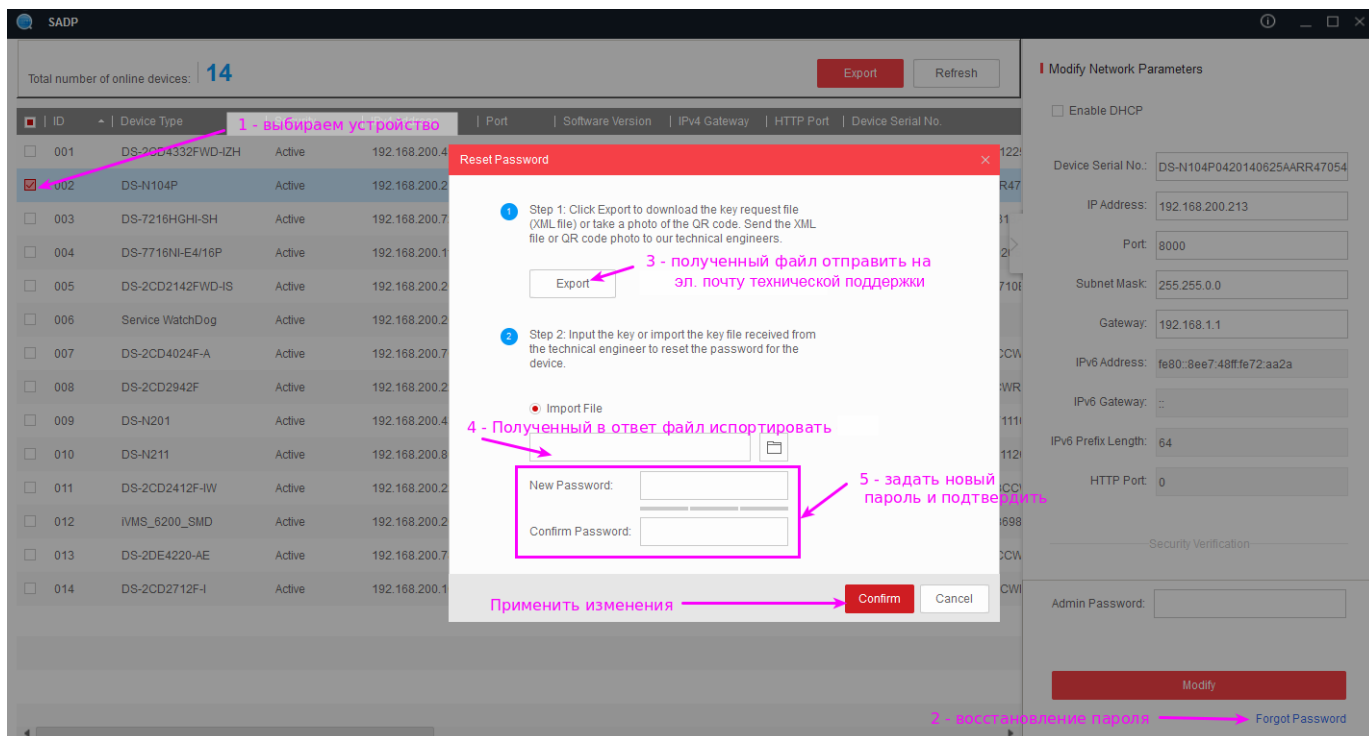 SADP
Total number of online devices: 14
Export
Refresh
ID
Device Type
Port
Software Version
IPv4 Gateway
HTTP Port
Device Serial No.
1 - выбираем устройство
001 DS-2CD4332FWD-IZH Active 192.168.200.4
002 DS-N104P Active 192.168.200.2
003 DS-7216HGHI-SH Active 192.168.200.7
004 DS-7716NI-E4/16P Active 192.168.200.1
005 DS-2CD2142FWD-IS Active 192.168.200.2
006 Service WatchDog Active 192.168.200.2
007 DS-2CD4024F-A Active 192.168.200.7
008 DS-2CD2942F Active 192.168.200.2
009 DS-N201 Active 192.168.200.4
010 DS-N211 Active 192.168.200.8
011 DS-2CD2412F-IW Active 192.168.200.2
012 iVMS_6200_SMD Active 192.168.200.2
013 DS-2DE4220-AE Active 192.168.200.7
014 DS-2CD2712F-I Active 192.168.200.1
Reset Password
1
Step 1: Click Export to download the key request file
(XML file) or take a photo of the QR code. Send the XML
file or QR code photo to our technical engineers.
3 - полученный файл отправить на
эл. почту технической поддержки
Export
2
Step 2: Input the key or import the key file received from
the technical engineer to reset the password for the
device.
Import File
4 - Полученный в ответ файл испортировать
New Password:
Confirm Password:
5 - задать новый
пароль и подтвердить
Применить изменения
Confirm
Cancel
Modify Network Parameters
Enable DHCP
Device Serial No.: DS-N104P0420140625AARR47054
IP Address: 192.168.200.213
Port: 8000
Subnet Mask: 255.255.0.0
Gateway: 192.168.1.1
IPv6 Address: fe80::8ee7:48ff:fe72:aa2a
IPv6 Gateway: ::
IPv6 Prefix Length: 64
HTTP Port: 0
Security Verification
Admin Password:
Modify
2 - восстановление пароля
Forgot Password